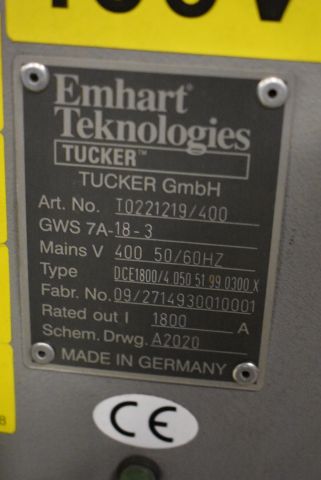 Emhart
Teknologies
TUCKER™
TUCKER GmbH
Art. No. T0221219/400
GWS 7A-18-3
Mains V 400 50/60HZ
Type DCE1800/4 050 51 99 0300 X
Fabr. No. 09/2714930010001
Rated out I 1800 A
Schem. Drwg. A2020
MADE IN GERMANY
CE